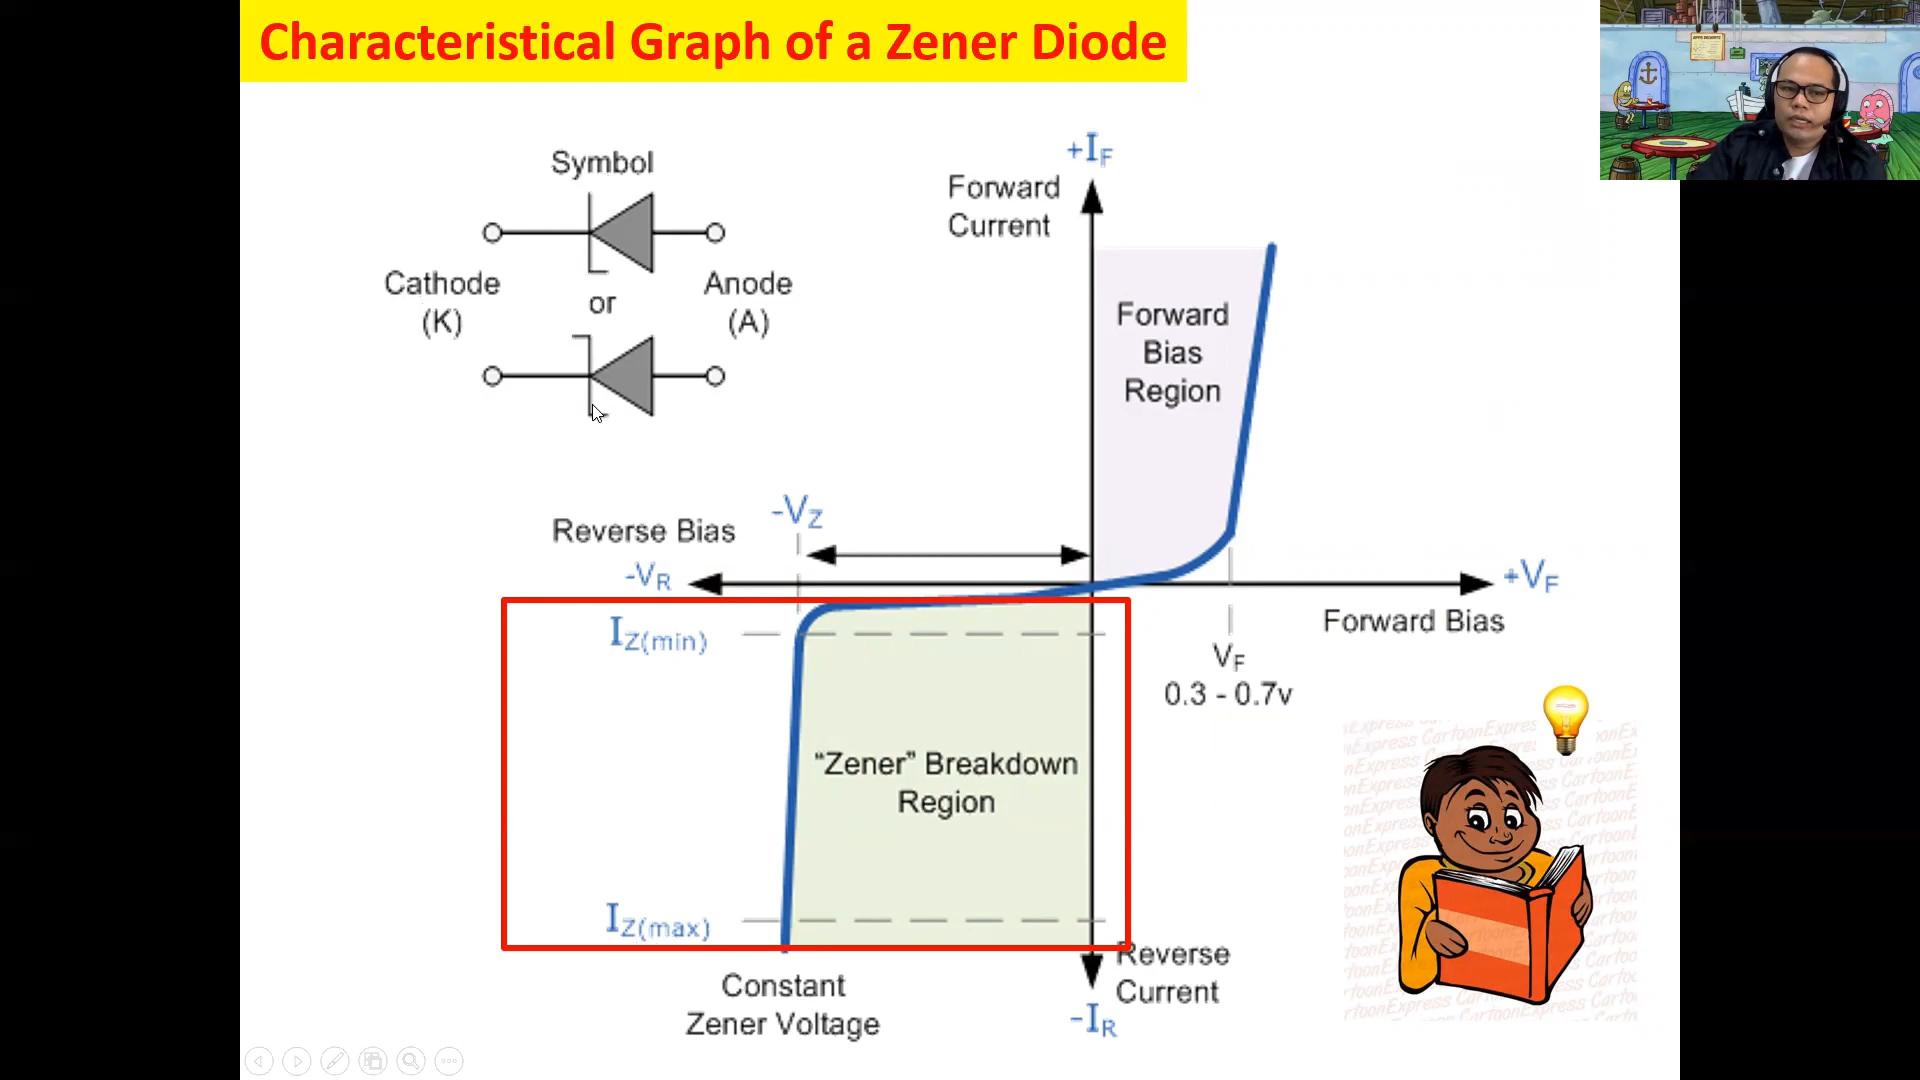 Characteristical Graph of a Zener Diode
Symbol
Cathode
(K)
or
Anode
(A)
+IF
Forward
Current
Forward
Bias
Region
-VZ
Reverse Bias
-VR
+VF
Forward Bias
VF
0.3 - 0.7v
IZ(min)
“Zener” Breakdown
Region
IZ(max)
Reverse
Current
-IR
Constant
Zener Voltage
CartoonExpress